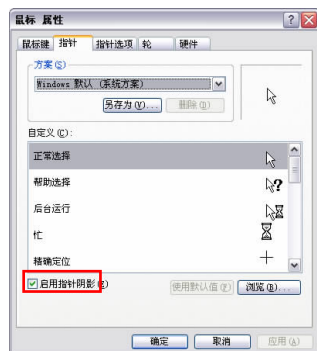 鼠标 属性
鼠标键 指针 指针选项 轮 硬件
方案(S)
Windows 默认 (系统方案)
另存为(V)... 删除(D)
自定义(C):
正常选择
帮助选择
后台运行
忙
精确定位
启用指针阴影(E)
使用默认值(F) 浏览(B)...
确定 取消 应用(A)